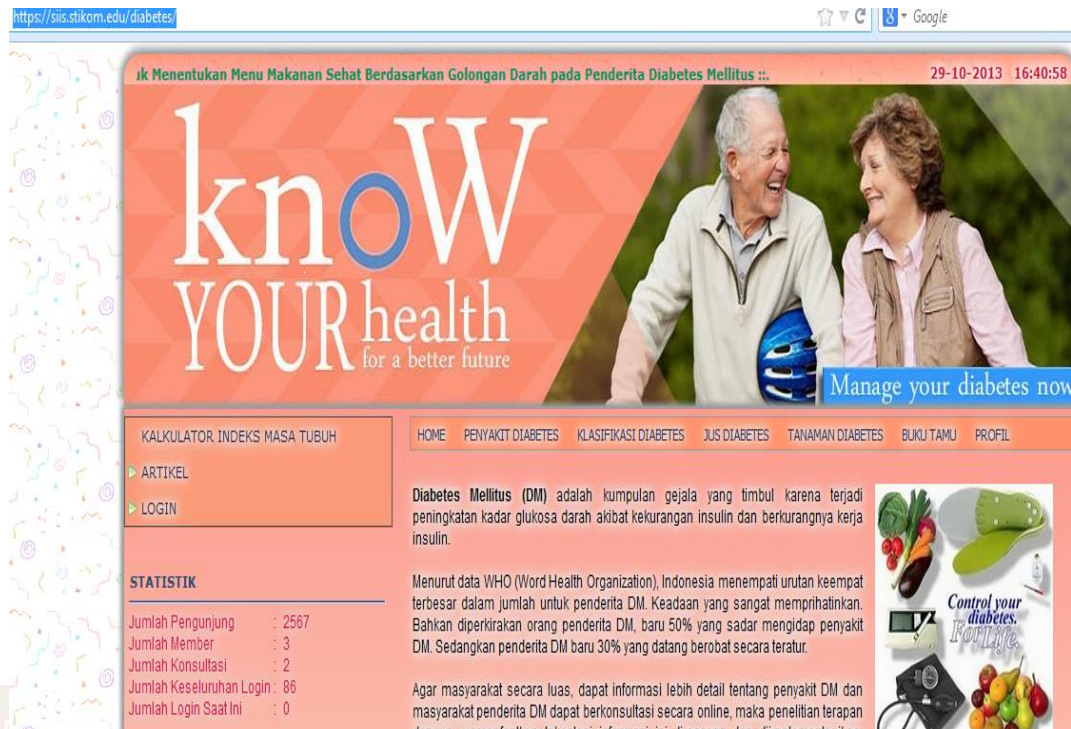 https://siis.stikom.edu/diabetes/
Google
Menentukan Menu Makanan Sehat Berdasarkan Golongan Darah pada Penderita Diabetes Mellitus ::.
29-10-2013 16:40:58
knoW
YOUR health
for a better future
Manage your diabetes now
KALKULATOR INDEKS MASA TUBUH
ARTIKEL
LOGIN
HOME PENYAKIT DIABETES KLASIFIKASI DIABETES JUS DIABETES TANAMAN DIABETES BUKU TAMU PROFIL
Diabetes Mellitus (DM) adalah kumpulan gejala yang timbul karena terjadi
peningkatan kadar glukosa darah akibat kekurangan insulin dan berkurangnya kerja
insulin.
Menurut data WHO (Word Health Organization), Indonesia menempati urutan keempat
terbesar dalam jumlah untuk penderita DM. Keadaan yang sangat memprihatinkan.
Bahkan diperkirakan orang penderita DM, baru 50% yang sadar mengidap penyakit
DM. Sedangkan penderita DM baru 30% yang datang berobat secara teratur.
Agar masyarakat secara luas, dapat informasi lebih detail tentang penyakit DM dan
masyarakat penderita DM dapat berkonsultasi secara online, maka penelitian terapan
STATISTIK
Jumlah Pengunjung : 2567
Jumlah Member : 3
Jumlah Konsultasi : 2
Jumlah Keseluruhan Login : 86
Jumlah Login Saat Ini : 0
Control your
diabetes.
For Life.